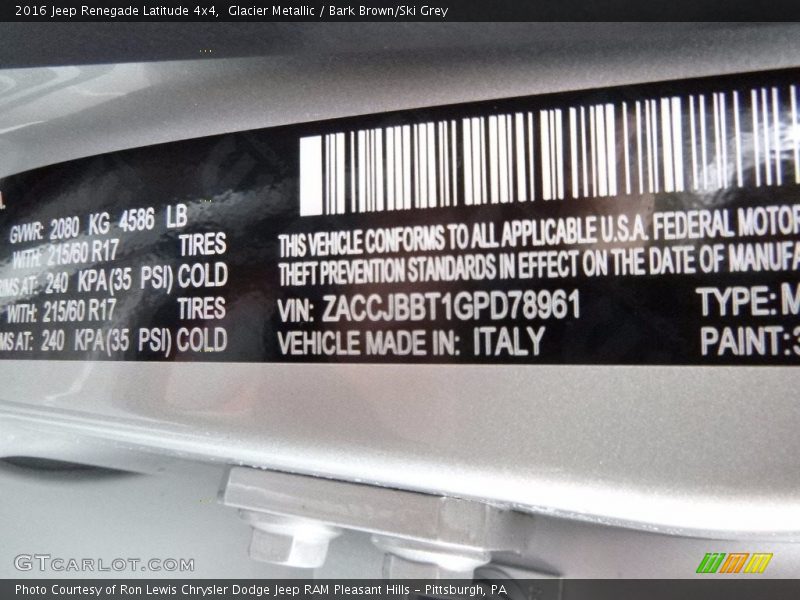 2016 Jeep Renegade Latitude 4x4,  Glacier Metallic / Bark Brown/Ski Grey
GVWR: 2080 KG 4586 LB
WITH: 215/60 R17 TIRES
AT: 240 KPA(35 PSI) COLD
WITH: 215/60 R17 TIRES
AT: 240 KPA(35 PSI) COLD
THIS VEHICLE CONFORMS TO ALL APPLICABLE U.S.A. FEDERAL MOTOR
THEFT PREVENTION STANDARDS IN EFFECT ON THE DATE OF MANUFA
VIN: ZACCJBBT1GPD78961 TYPE: M
VEHICLE MADE IN: ITALY PAINT: 3
GTCARLOT.COM
Photo Courtesy of Ron Lewis Chrysler Dodge Jeep RAM Pleasant Hills - Pittsburgh, PA